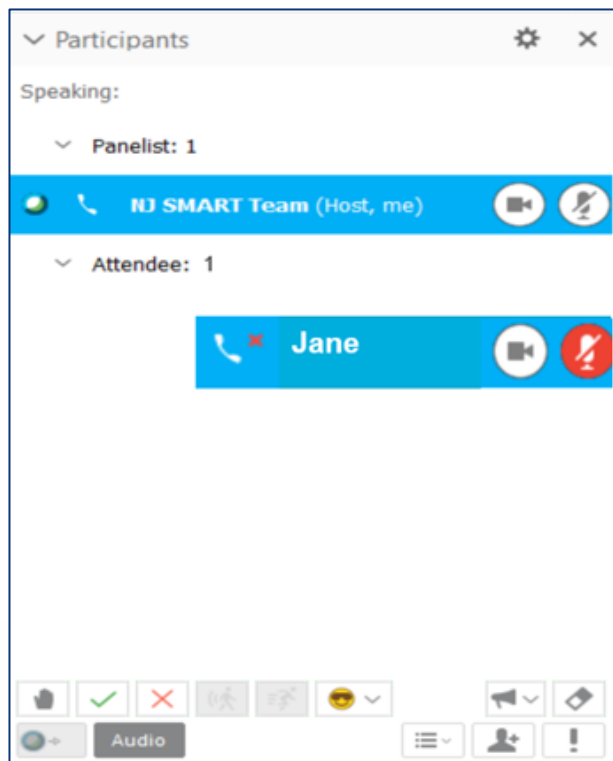 Participants
Speaking:
Panelist: 1
NJ SMART Team (Host, me)
Attendee: 1
Jane
Audio